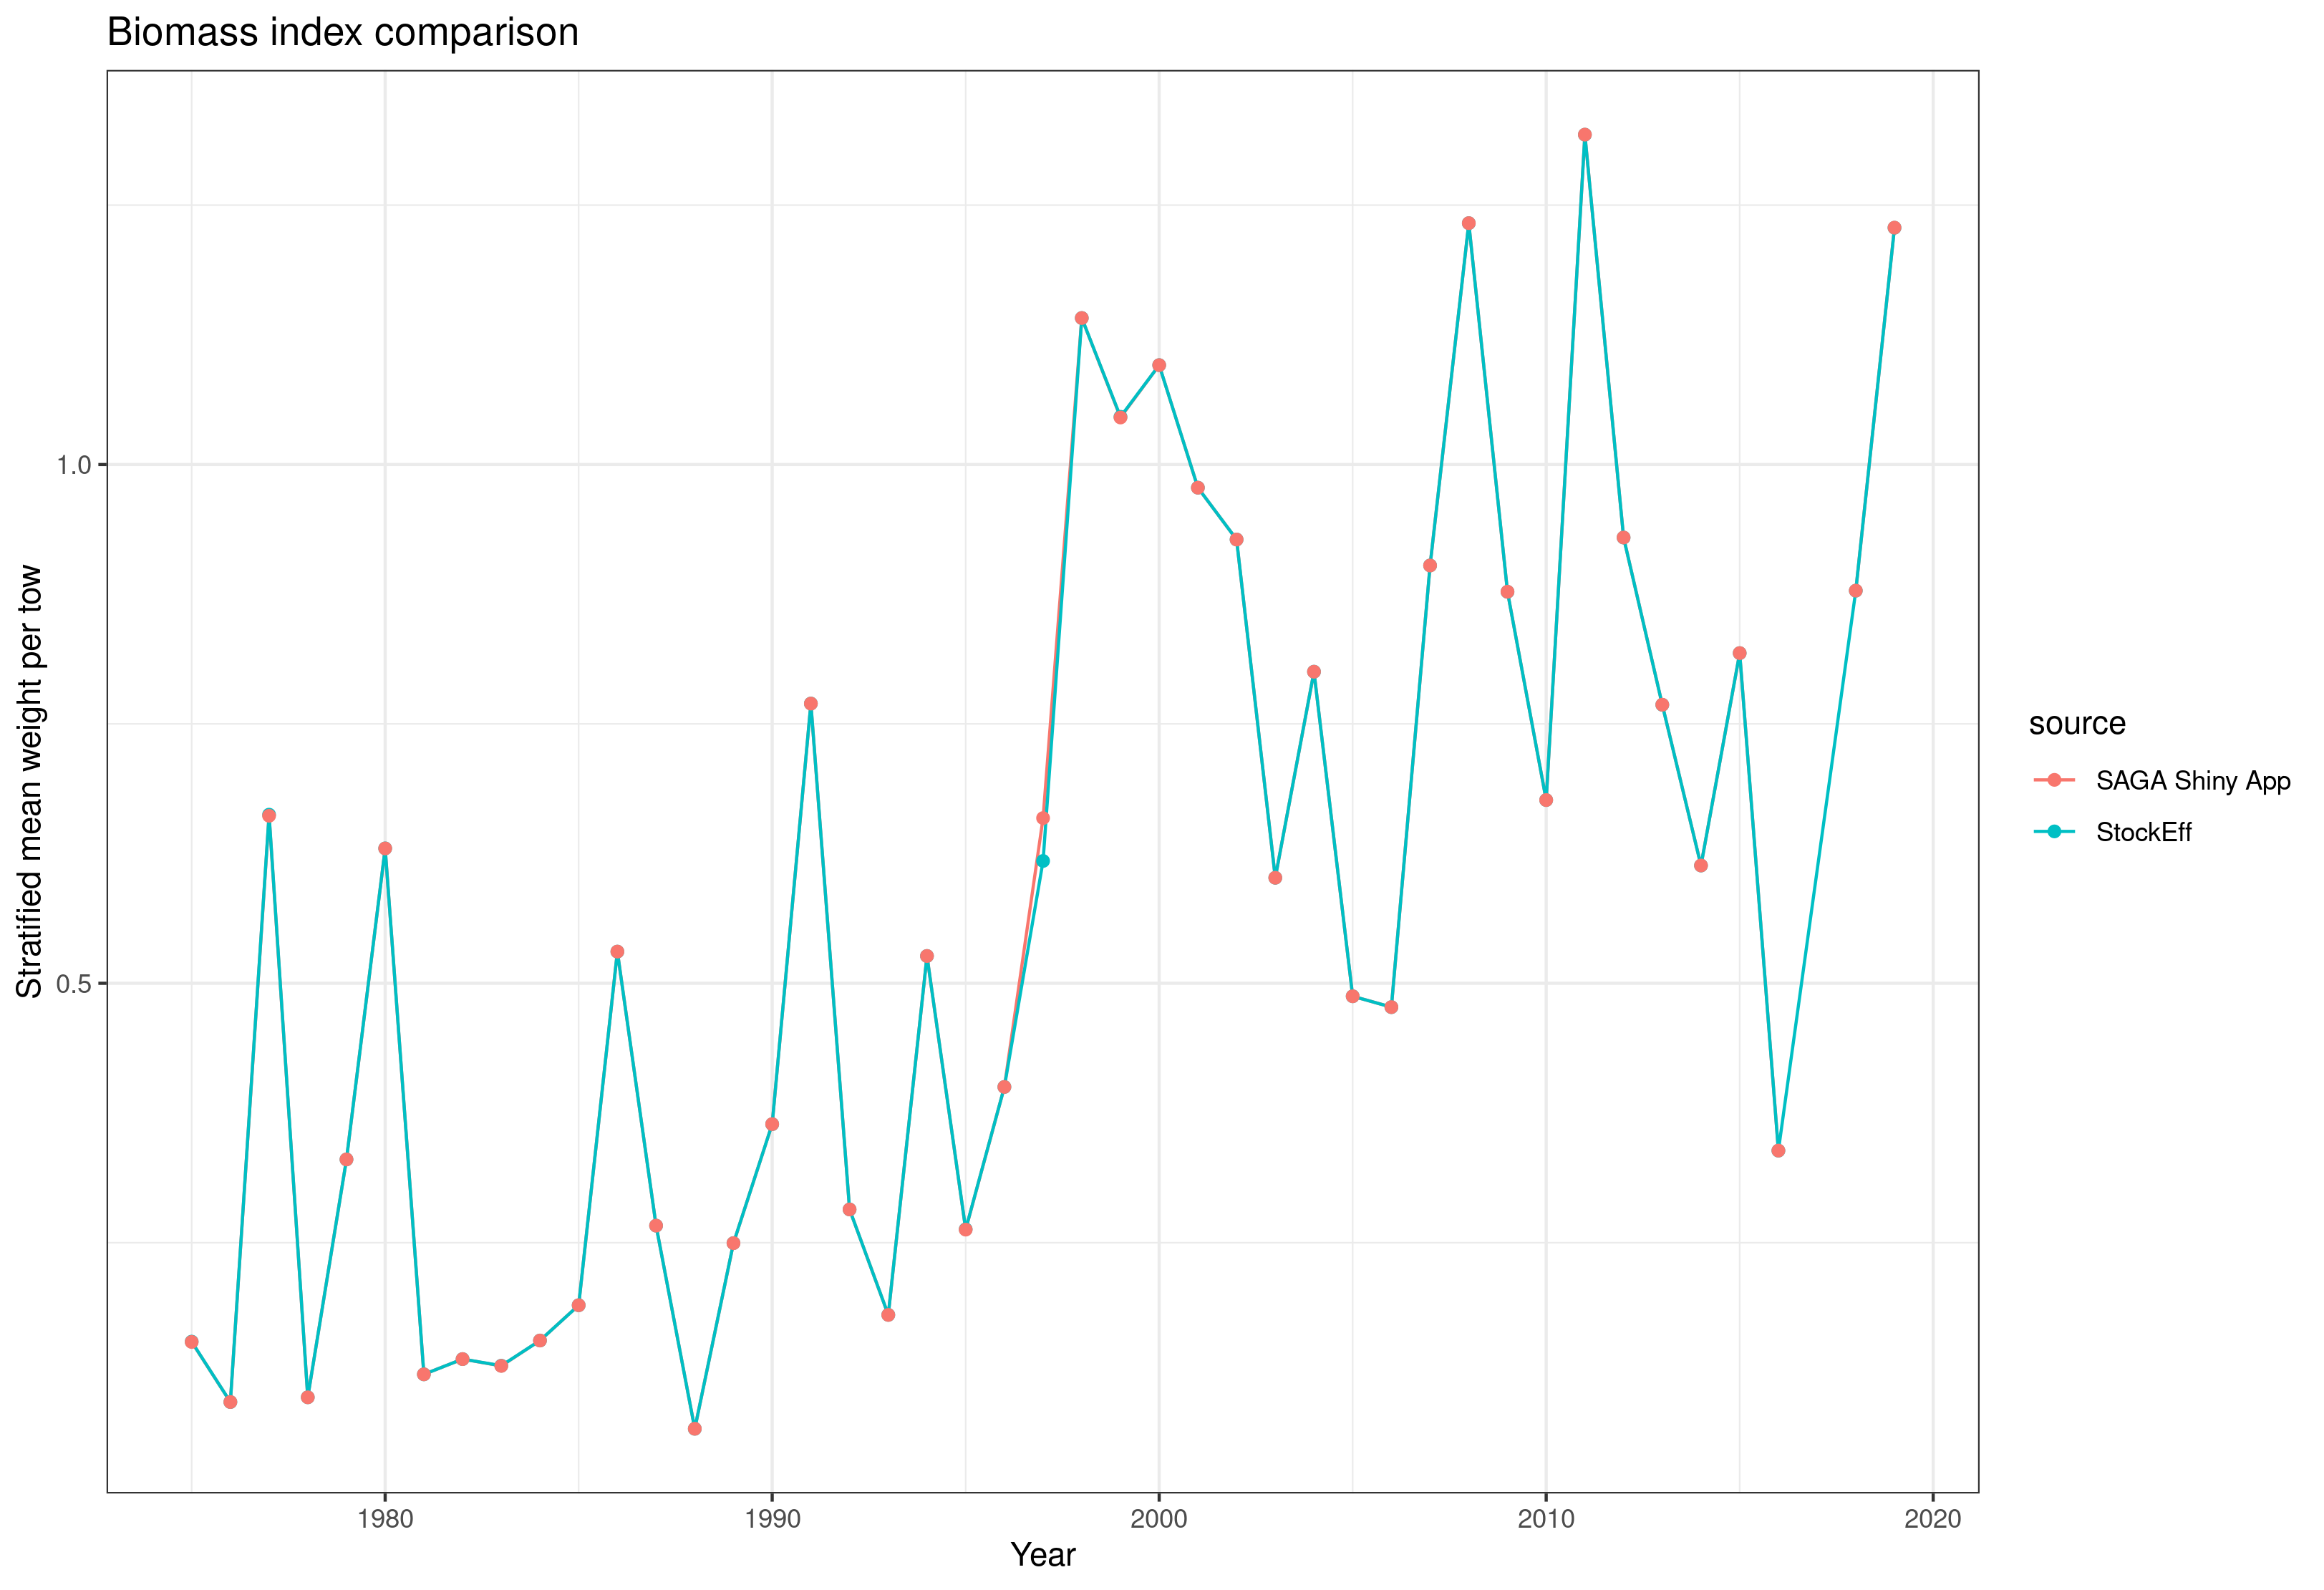 Biomass index comparison
Stratified mean weight per tow
1.0
0.5
1980
1990
2000
2010
2020
Year
source
SAGA Shiny App
StockEff